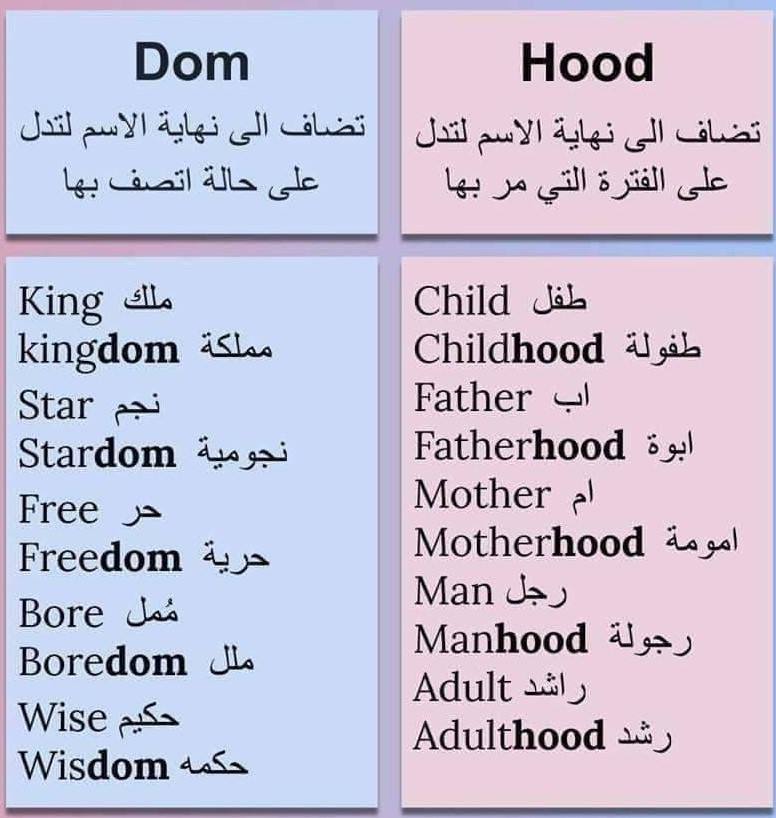 Dom
تضاف الى نهاية الاسم لتدل
على حالة اتصف بها
King ملك
kingdom مملكة
Star نجم
Stardom نجومية
Free حر
Freedom حرية
Bore مُمل
Boredom ملل
Wise حكيم
Wisdom حكمه
Hood
تضاف الى نهاية الاسم لتدل
على الفترة التي مر بها
Child طفل
Childhood طفولة
Father اب
Fatherhood ابوة
Mother ام
Motherhood امومة
Man رجل
Manhood رجولة
Adult راشد
Adulthood رشد